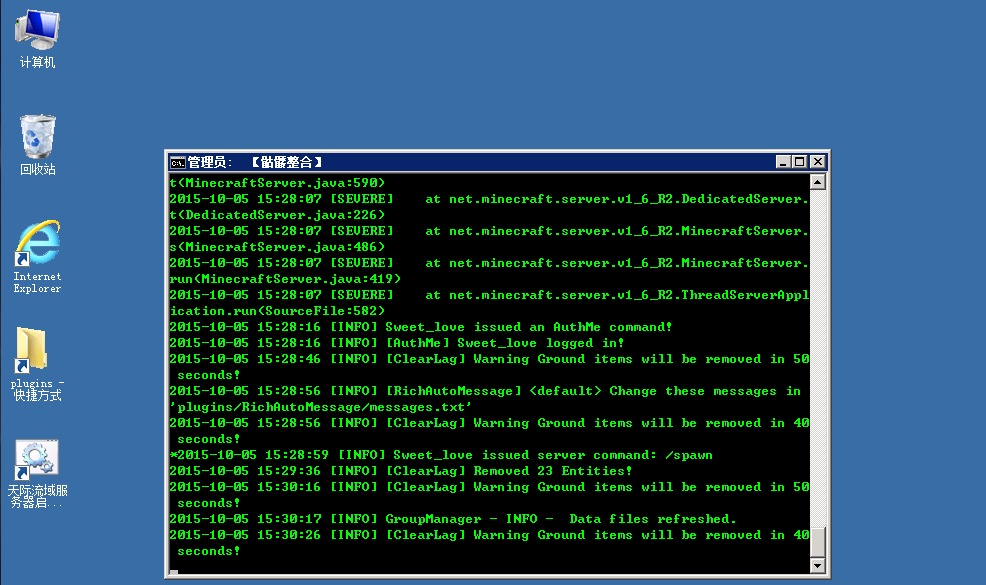 计算机
回收站
Internet
Explorer
plugins -
快捷方式
天际流域服
务器启...
管理员: 【骷髅整合】
t(MinecraftServer.java:590)
2015-10-05 15:28:07 [SEVERE]    at net.minecraft.server.v1_6_R2.DedicatedServer.
t(DedicatedServer.java:226)
2015-10-05 15:28:07 [SEVERE]    at net.minecraft.server.v1_6_R2.MinecraftServer.
s(MinecraftServer.java:486)
2015-10-05 15:28:07 [SEVERE]    at net.minecraft.server.v1_6_R2.MinecraftServer.
run(MinecraftServer.java:419)
2015-10-05 15:28:07 [SEVERE]    at net.minecraft.server.v1_6_R2.ThreadServerAppl
ication.run(SourceFile:582)
2015-10-05 15:28:16 [INFO] Sweet_love issued an AuthMe command!
2015-10-05 15:28:16 [INFO] [AuthMe] Sweet_love logged in!
2015-10-05 15:28:46 [INFO] [ClearLag] Warning Ground items will be removed in 50
 seconds!
2015-10-05 15:28:56 [INFO] [RichAutoMessage] <default> Change these messages in
'plugins/RichAutoMessage/messages.txt'
2015-10-05 15:28:56 [INFO] [ClearLag] Warning Ground items will be removed in 40
 seconds!
*2015-10-05 15:28:59 [INFO] Sweet_love issued server command: /spawn
2015-10-05 15:29:36 [INFO] [ClearLag] Removed 23 Entities!
2015-10-05 15:30:16 [INFO] [ClearLag] Warning Ground items will be removed in 50
 seconds!
2015-10-05 15:30:17 [INFO] GroupManager - INFO -  Data files refreshed.
2015-10-05 15:30:26 [INFO] [ClearLag] Warning Ground items will be removed in 40
 seconds!